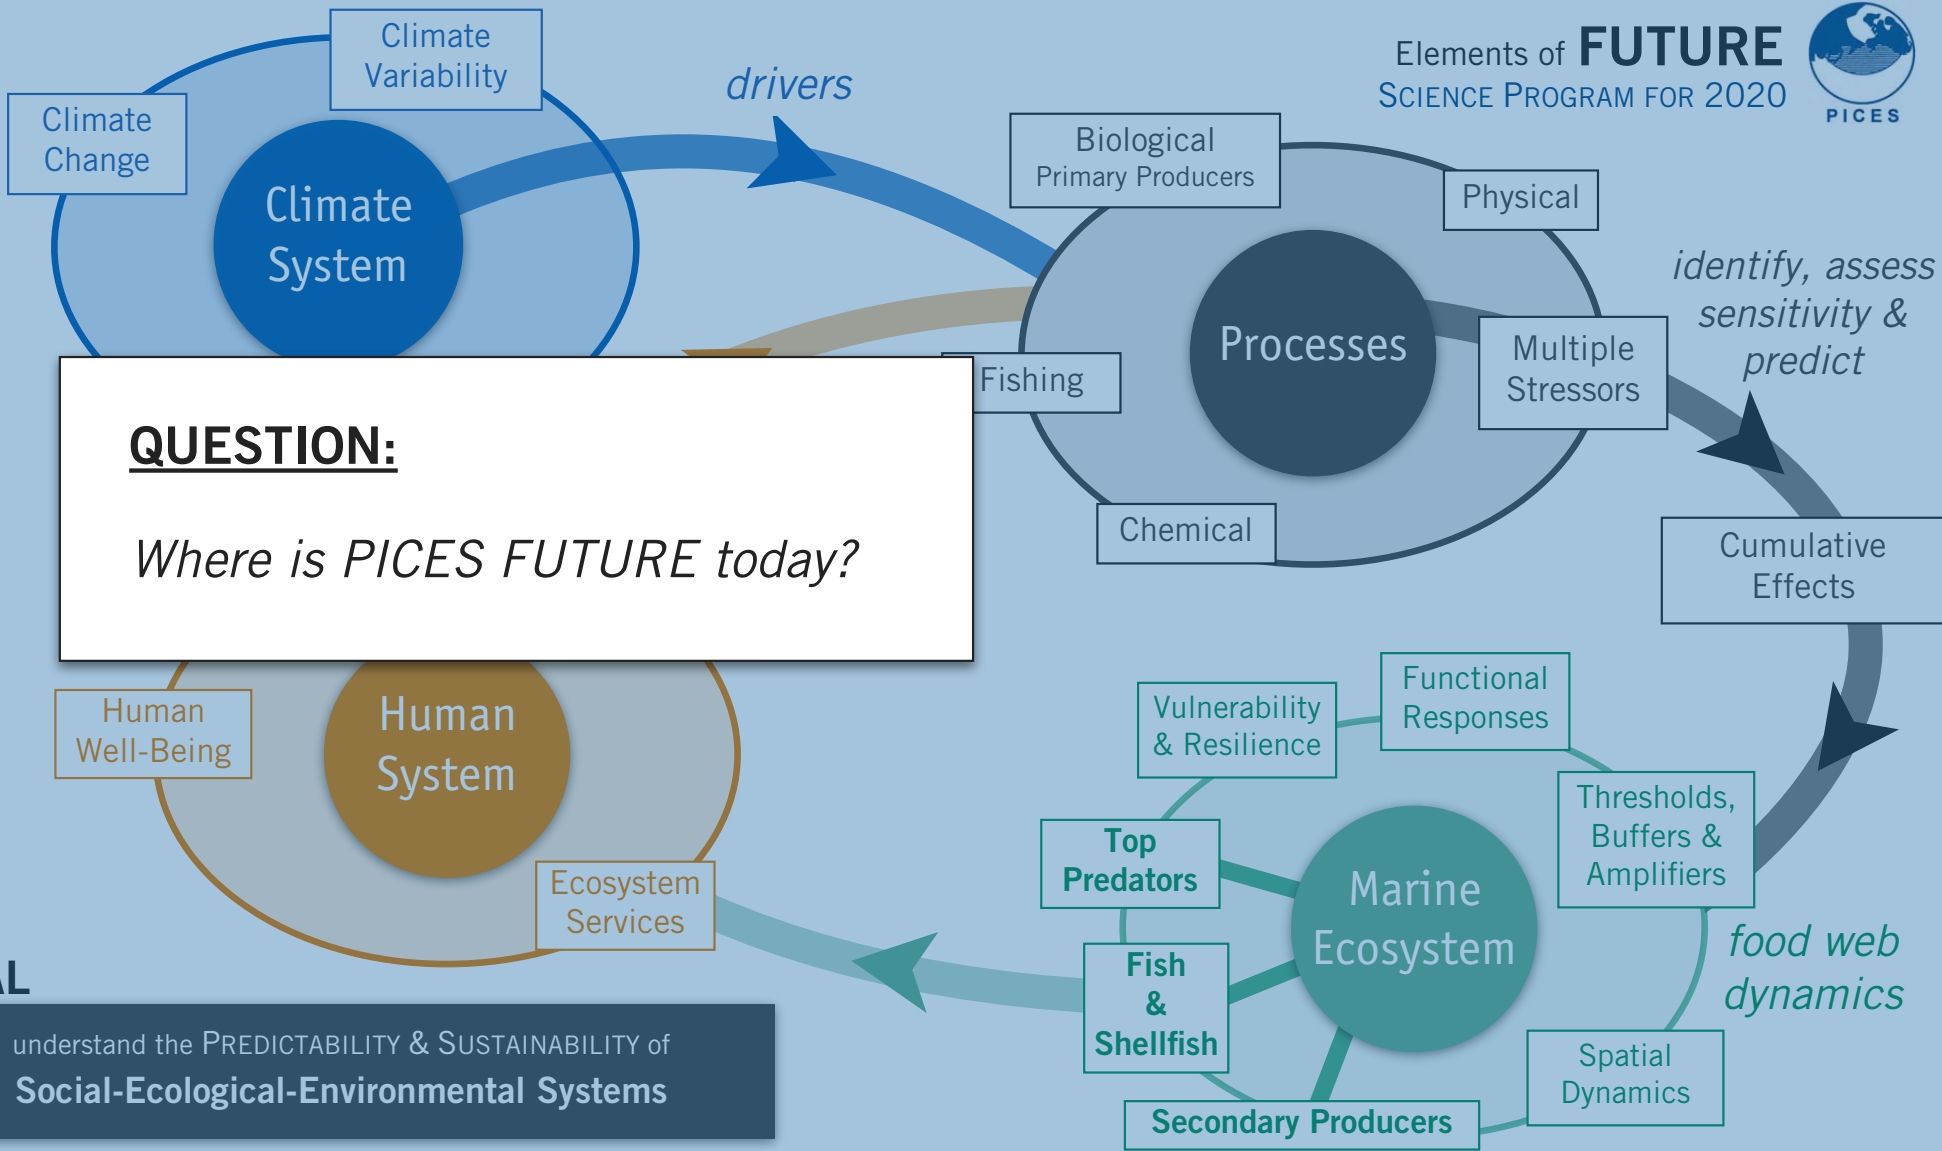 Elements of FUTURE
SCIENCE PROGRAM FOR 2020
PICES
Climate
Variability
Climate
Change
Climate
System
drivers
Biological
Primary Producers
Physical
Processes
Multiple
Stressors
Fishing
Chemical
identify, assess
sensitivity &
predict
Cumulative
Effects
QUESTION:
Where is PICES FUTURE today?
Human
Well-Being
Human
System
Ecosystem
Services
Vulnerability
& Resilience
Functional
Responses
Thresholds,
Buffers &
Amplifiers
Top
Predators
Marine
Ecosystem
Fish
&
Shellfish
Secondary Producers
Spatial
Dynamics
food web
dynamics
understand the PREDICTABILITY & SUSTAINABILITY of
Social-Ecological-Environmental Systems